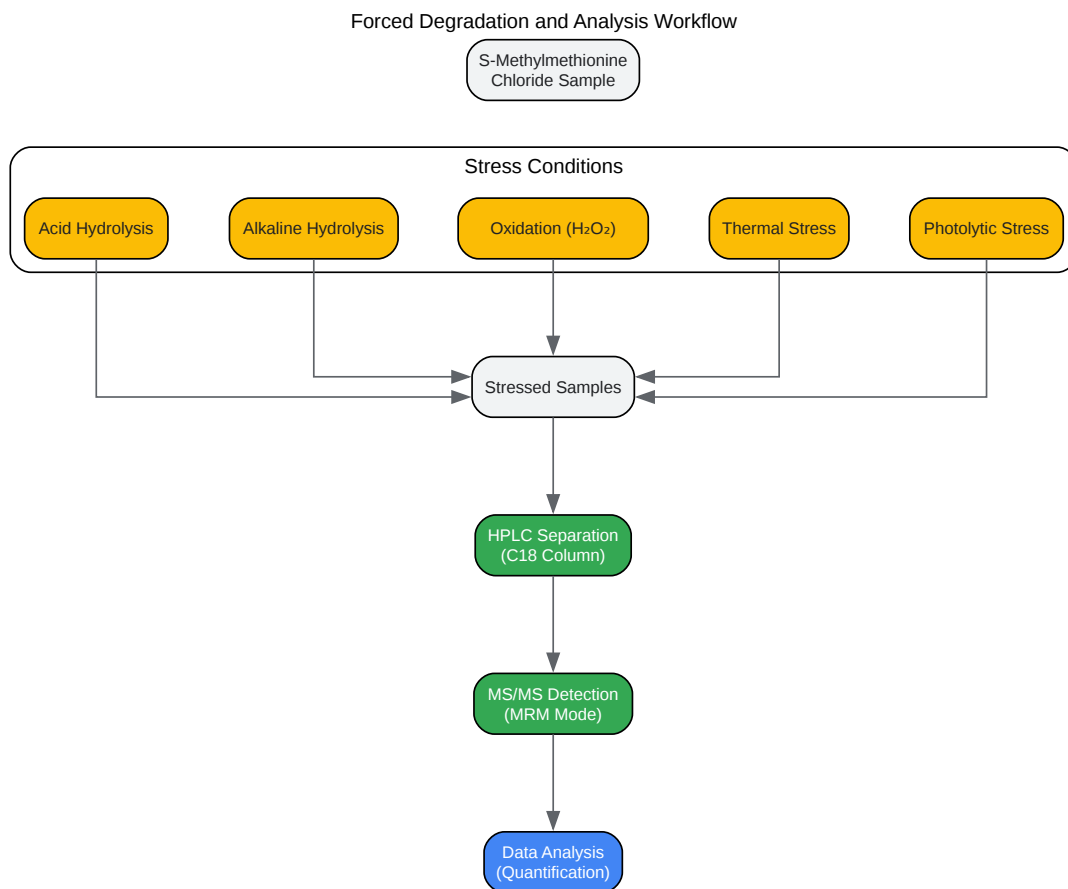 Forced Degradation and Analysis Workflow
S-Methylmethionine
Chloride Sample
Stress Conditions
Acid Hydrolysis
Alkaline Hydrolysis
Oxidation (H₂O₂)
Thermal Stress
Photolytic Stress
Stressed Samples
HPLC Separation
(C18 Column)
MS/MS Detection
(MRM Mode)
Data Analysis
(Quantification)